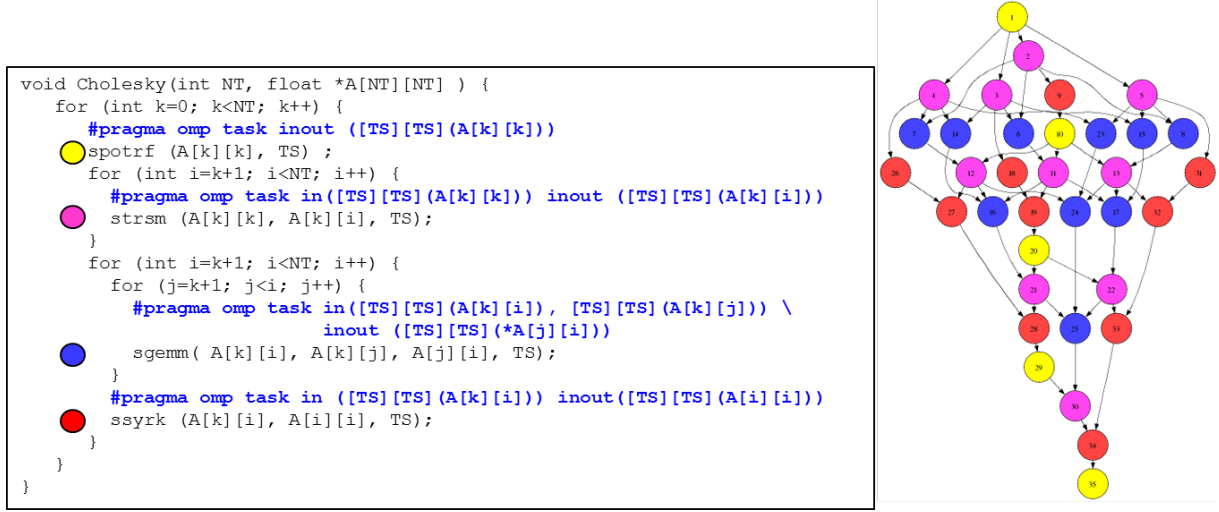 void Cholesky(int NT, float *A[NT][NT] ) {
for (int k=0; k<NT; k++) {
#pragma omp task inout ([TS][TS](A[k][k]))
spotrf (A[k][k], TS) ;
for (int i=k+1; i<NT; i++) {
#pragma omp task in([TS][TS](A[k][k])) inout ([TS][TS](A[k][i]))
strsm (A[k][k], A[k][i], TS);
}
for (int i=k+1; i<NT; i++) {
for (j=k+1; j<i; j++) {
#pragma omp task in([TS][TS](A[k][i]), [TS][TS](A[k][j])) \
inout ([TS][TS](*A[j][i]))
sgemm( A[k][i], A[k][j], A[j][i], TS);
}
#pragma omp task in ([TS][TS](A[k][i])) inout([TS][TS](A[i][i]))
ssyrk (A[k][i], A[i][i], TS);
}
}
}
1
2
4 3 9 5
7 14 6 10 23 15 8
26 12 18 11 13 31
27 16 19 24 17 32
20
21 22
28 25 33
29
30
34
35